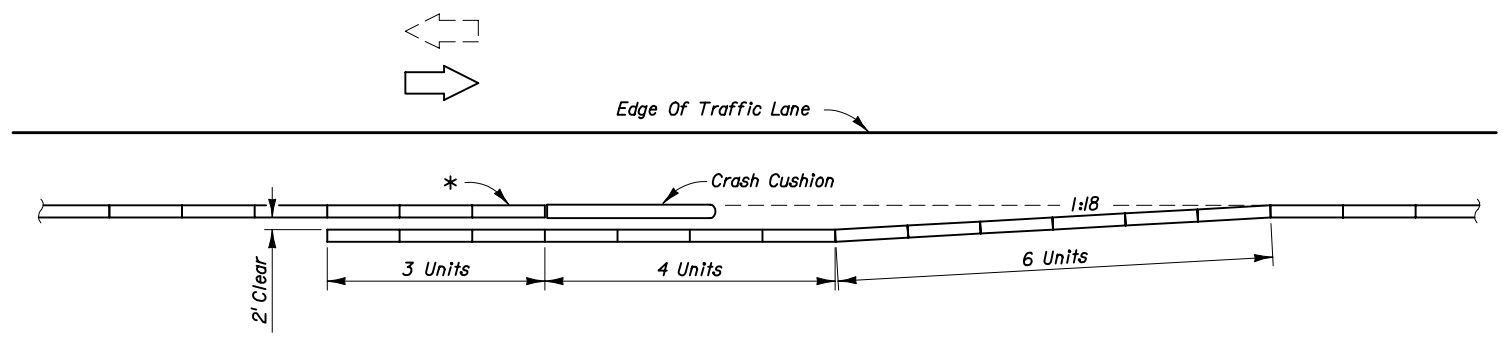 Edge Of Traffic Lane
*
Crash Cushion
1:18
3 Units
4 Units
6 Units
2' Clear